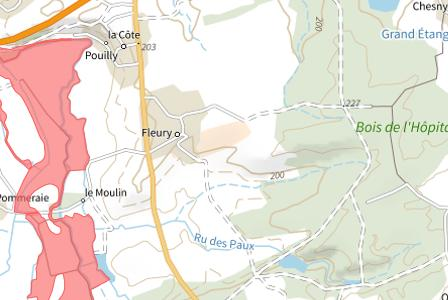 Chesny
200
Grand Étang
la Côte
203
Pouilly
227
Fleury
Bois de l'Hôpit
200
Pommeraie
le Moulin
Ru des Paux